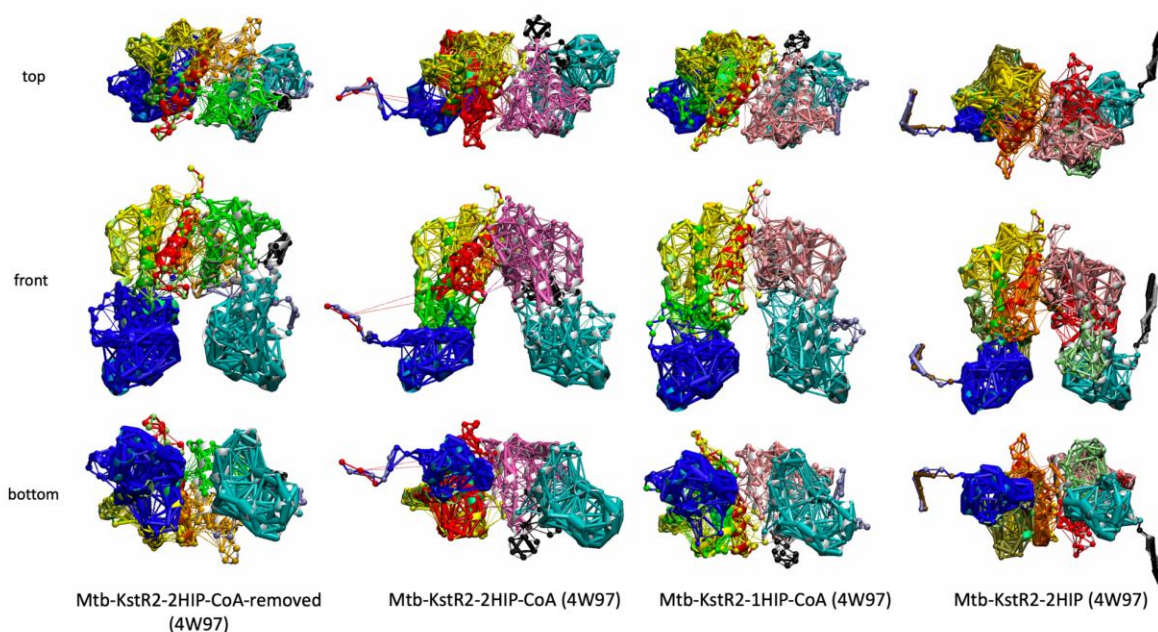 top
front
bottom
Mtb-KstR2-2HIP-CoA-removed
(4W97)
Mtb-KstR2-2HIP-CoA (4W97)
Mtb-KstR2-1HIP-CoA (4W97)
Mtb-KstR2-2HIP (4W97)